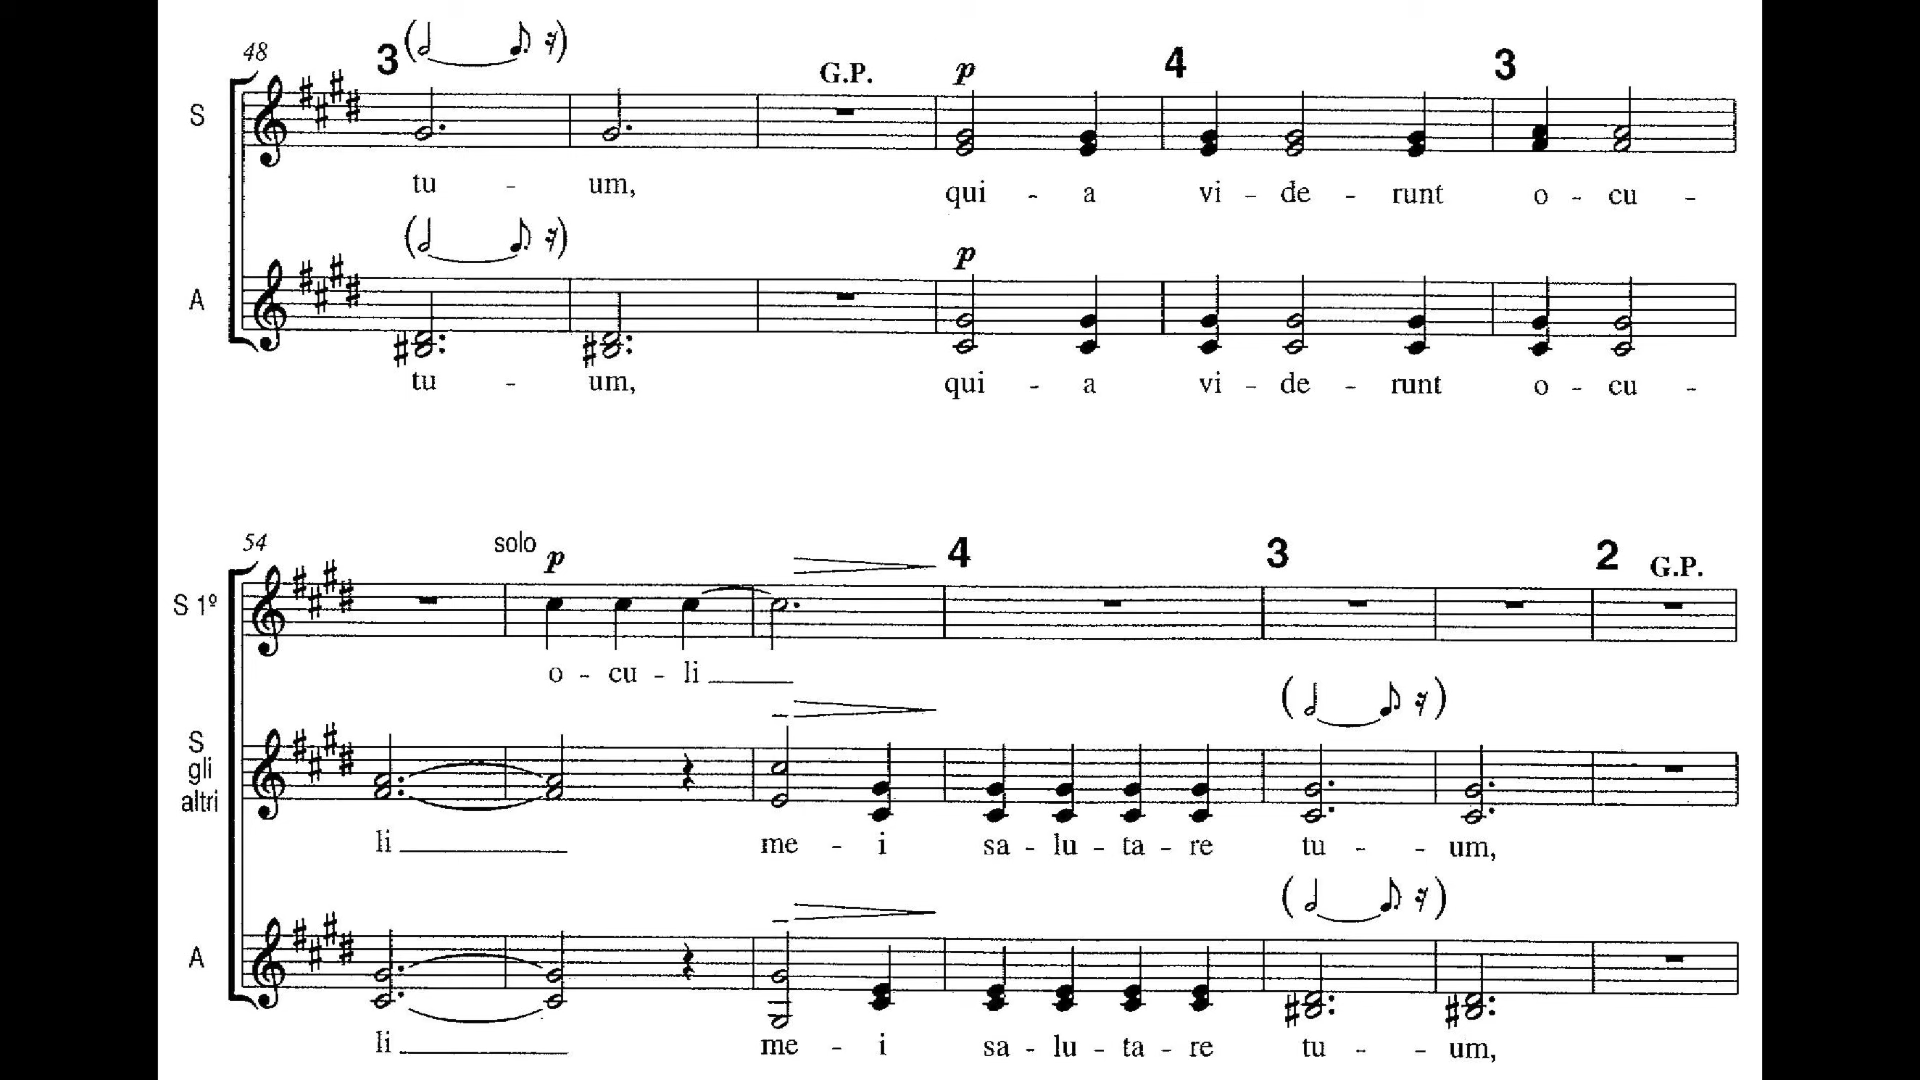 48 3 G.P. p 4 3
S
tu - um, qui - a vi - de - runt o - cu -
p
A
tu - um, qui - a vi - de - runt o - cu -
54 solo p 4 3 2 G.P.
S 1º
o - cu - li
S
gli
altri
li me - i sa - lu - ta - re tu - - um,
A
li me - i sa - lu - ta - re tu - - um,